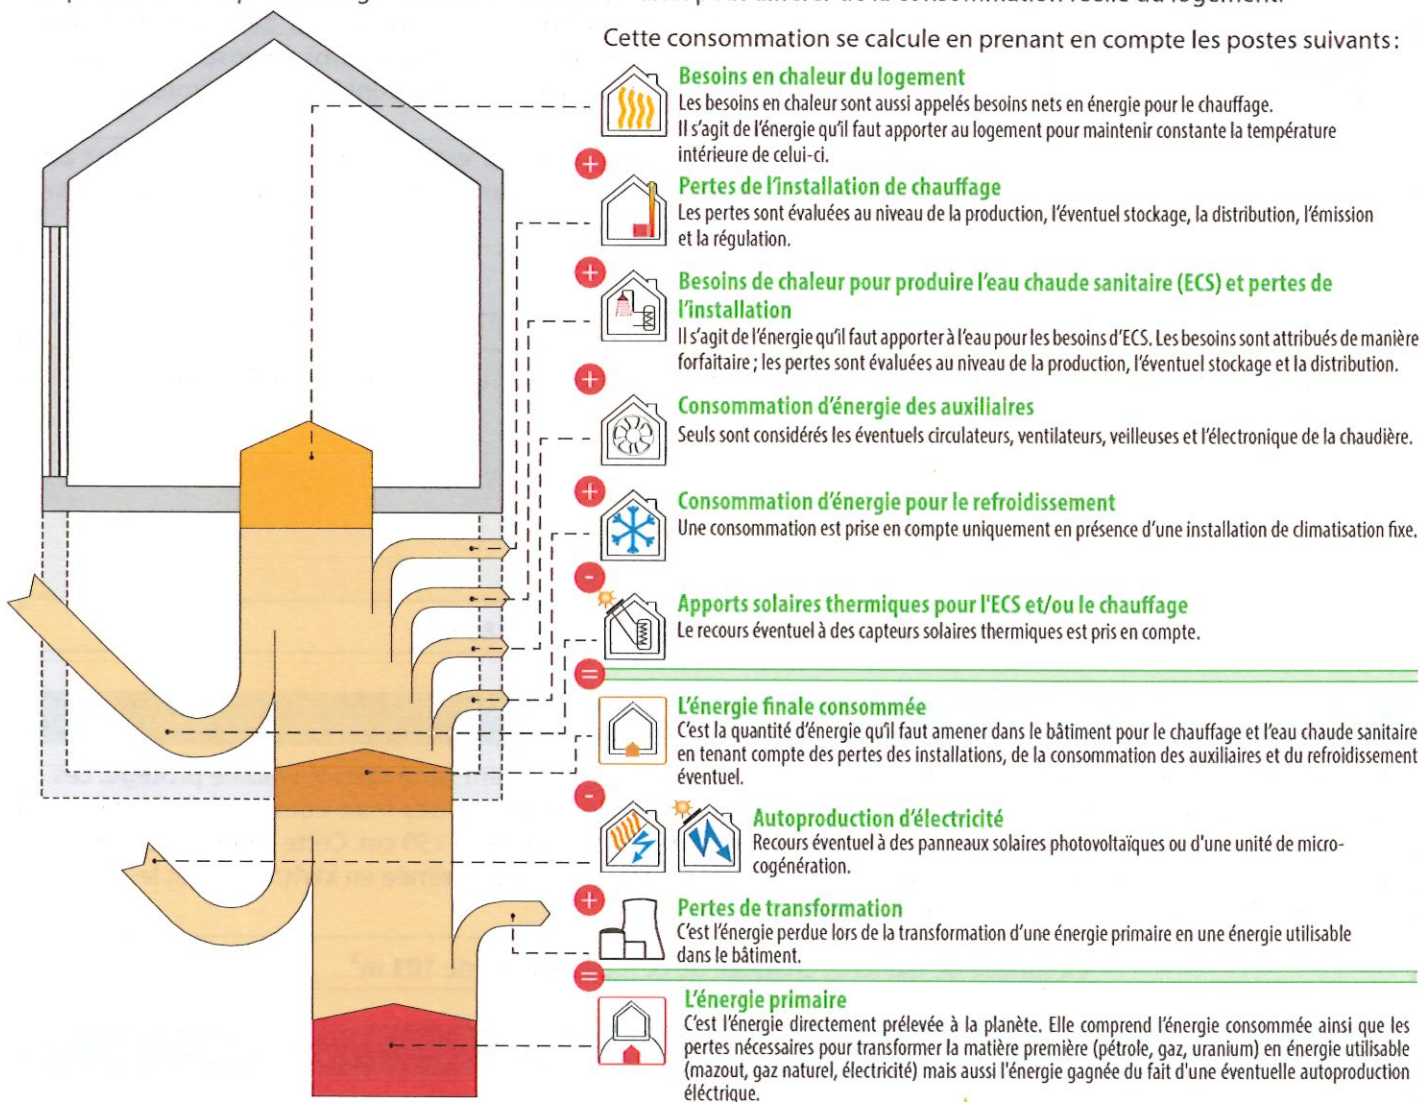 Cette consommation se calcule en prenant en compte les postes suivants :
Besoins en chaleur du logement
Les besoins en chaleur sont aussi appelés besoins nets en énergie pour le chauffage.
Il s'agit de l'énergie qu'il faut apporter au logement pour maintenir constante la température
intérieure de celui-ci.
+
Pertes de l'installation de chauffage
Les pertes sont évaluées au niveau de la production, l'éventuel stockage, la distribution, l'émission
et la régulation.
+
Besoins de chaleur pour produire l'eau chaude sanitaire (ECS) et pertes de
l'installation
Il s'agit de l'énergie qu'il faut apporter à l'eau pour les besoins d'ECS. Les besoins sont attribués de manière
forfaitaire ; les pertes sont évaluées au niveau de la production, l'éventuel stockage et la distribution.
+
Consommation d'énergie des auxiliaires
Seuls sont considérés les éventuels circulateurs, ventilateurs, veilleuses et l'électronique de la chaudière.
+
Consommation d'énergie pour le refroidissement
Une consommation est prise en compte uniquement en présence d'une installation de climatisation fixe.
-
Apports solaires thermiques pour l'ECS et/ou le chauffage
Le recours éventuel à des capteurs solaires thermiques est pris en compte.
=
L'énergie finale consommée
C'est la quantité d'énergie qu'il faut amener dans le bâtiment pour le chauffage et l'eau chaude sanitaire
en tenant compte des pertes des installations, de la consommation des auxiliaires et du refroidissement
éventuel.
-
Autoproduction d'électricité
Recours éventuel à des panneaux solaires photovoltaïques ou d'une unité de micro-
cogénération.
+
Pertes de transformation
C'est l'énergie perdue lors de la transformation d'une énergie primaire en une énergie utilisable
dans le bâtiment.
=
L'énergie primaire
C'est l'énergie directement prélevée à la planète. Elle comprend l'énergie consommée ainsi que les
pertes nécessaires pour transformer la matière première (pétrole, gaz, uranium) en énergie utilisable
(mazout, gaz naturel, électricité) mais aussi l'énergie gagnée du fait d'une éventuelle autoproduction
éléctrique.